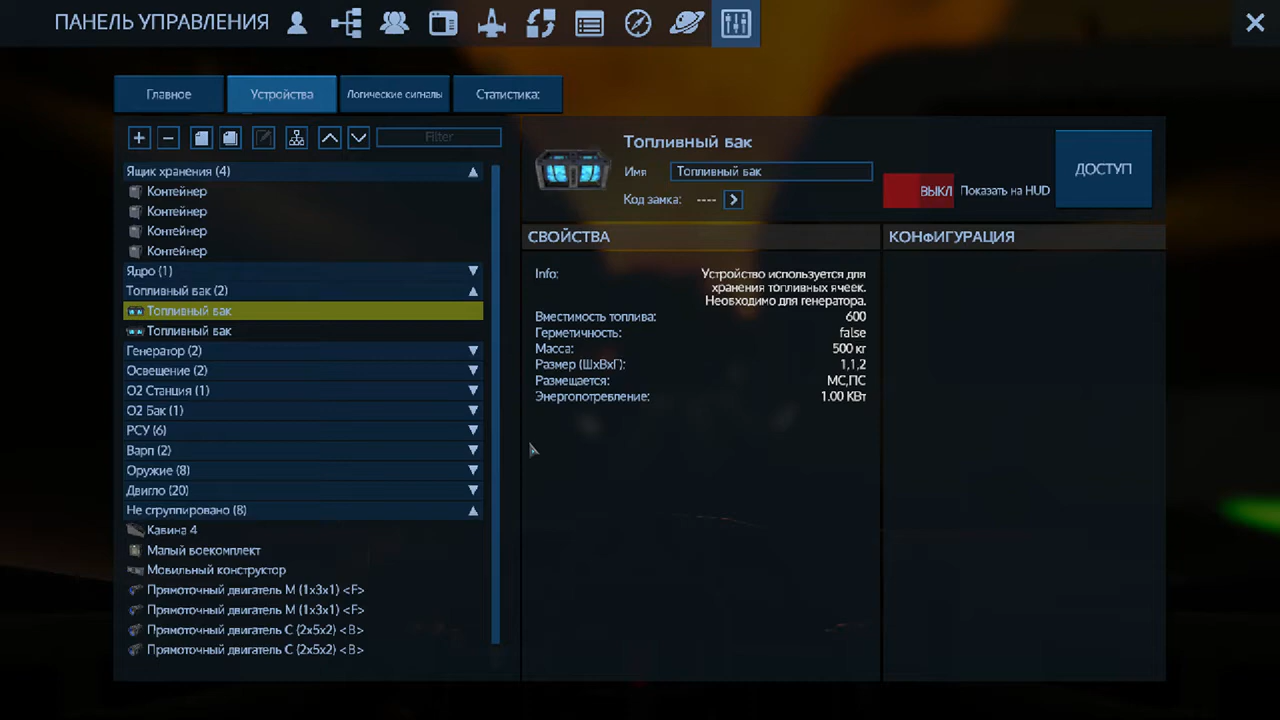 ПАНЕЛЬ УПРАВЛЕНИЯ
Главное
Устройства
Логические сигналы
Статистика:
Filter
Ящик хранения (4)
Контейнер
Контейнер
Контейнер
Контейнер
Ядро (1)
Топливный бак (2)
Топливный бак
Топливный бак
Генератор (2)
Освещение (2)
О2 Станция (1)
О2 Бак (1)
РСУ (6)
Варп (2)
Оружие (8)
Двигло (20)
Не сгруппировано (8)
Кабина 4
Малый боекомплект
Мобильный конструктор
Прямоточный двигатель М (1x3x1) <F>
Прямоточный двигатель М (1x3x1) <F>
Прямоточный двигатель С (2x5x2) <B>
Прямоточный двигатель С (2x5x2) <B>
Топливный бак
Имя Топливный бак
Код замка: ----
ВЫКЛ Показать на HUD
ДОСТУП
СВОЙСТВА
Info: Устройство используется для
хранения топливных ячеек.
Необходимо для генератора.
Вместимость топлива: 600
Герметичность: false
Масса: 500 кг
Размер (ШхВхГ): 1,1,2
Размещается: МС,ПС
Энергопотребление: 1.00 КВт
КОНФИГУРАЦИЯ